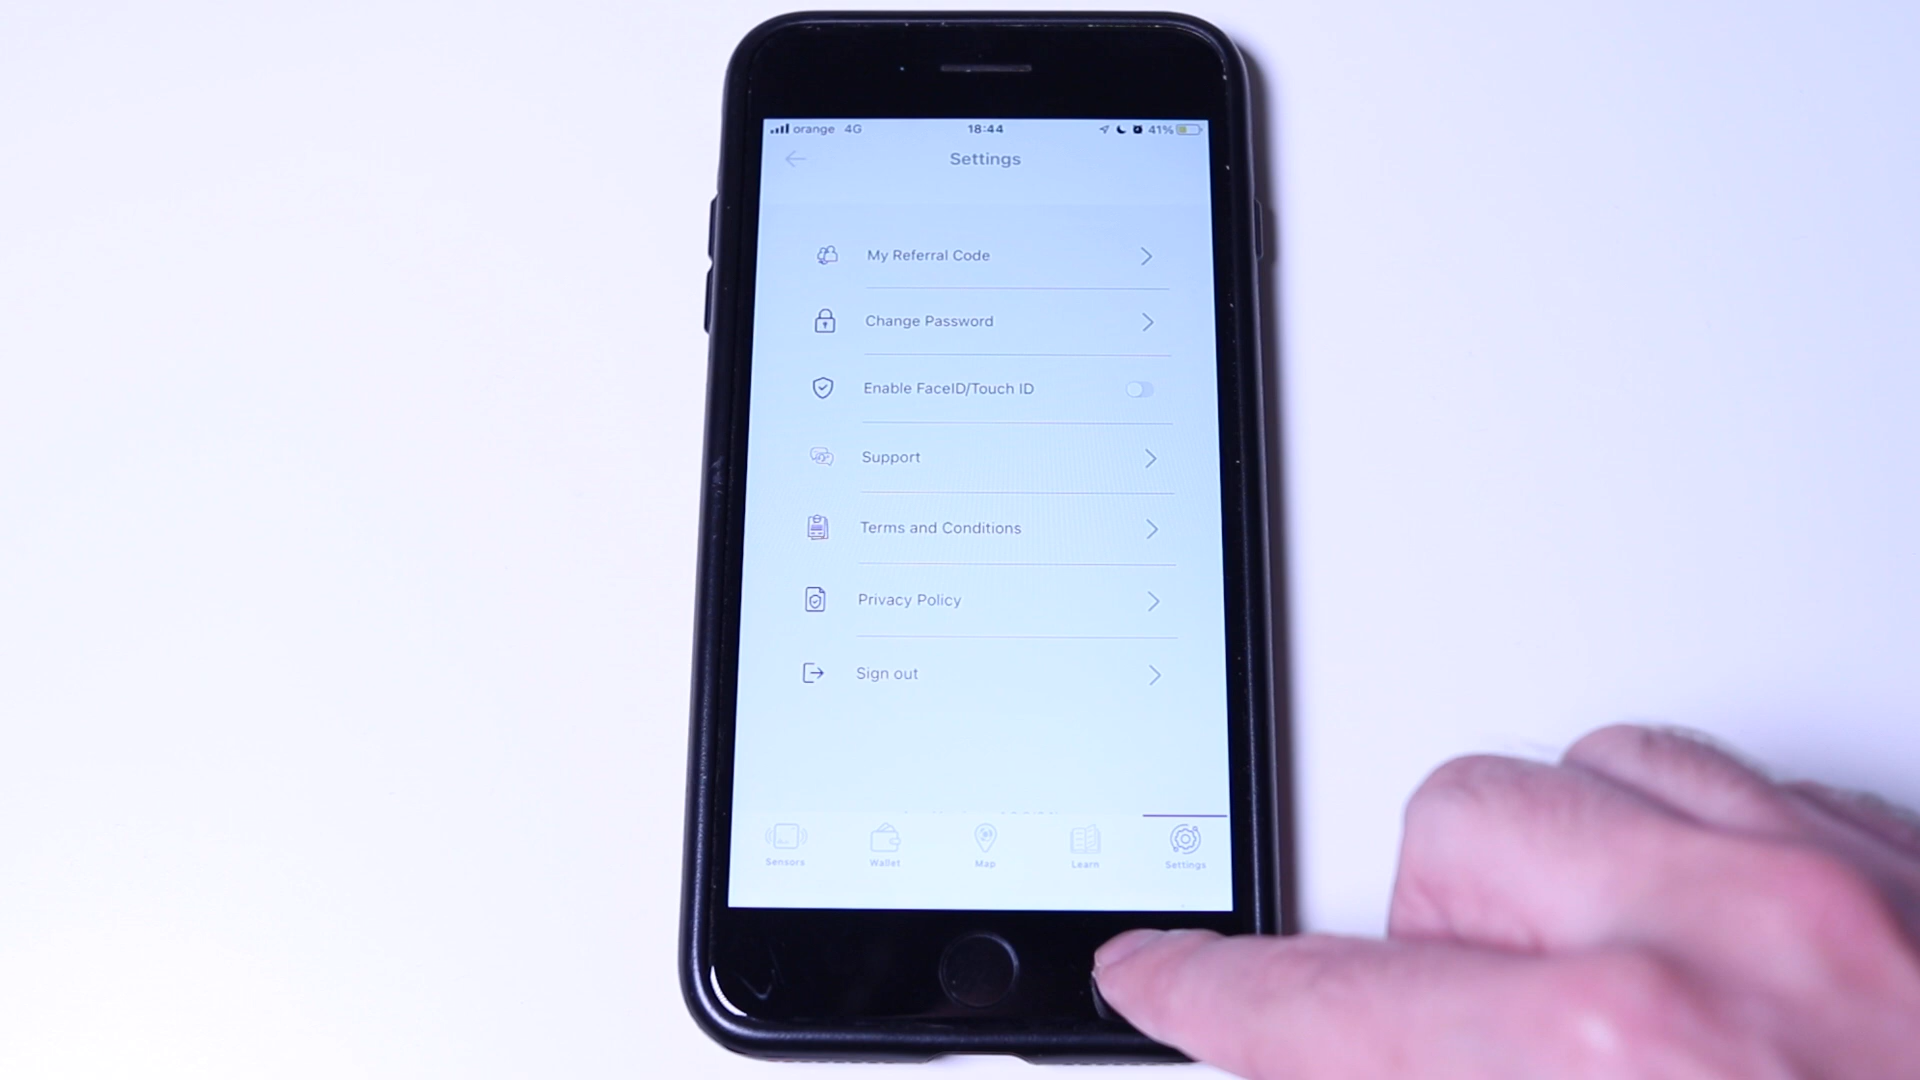 orange 4G 18:44 41%
Settings
My Referral Code
Change Password
Enable FaceID/Touch ID
Support
Terms and Conditions
Privacy Policy
Sign out
Sensors Wallet Map Learn Settings